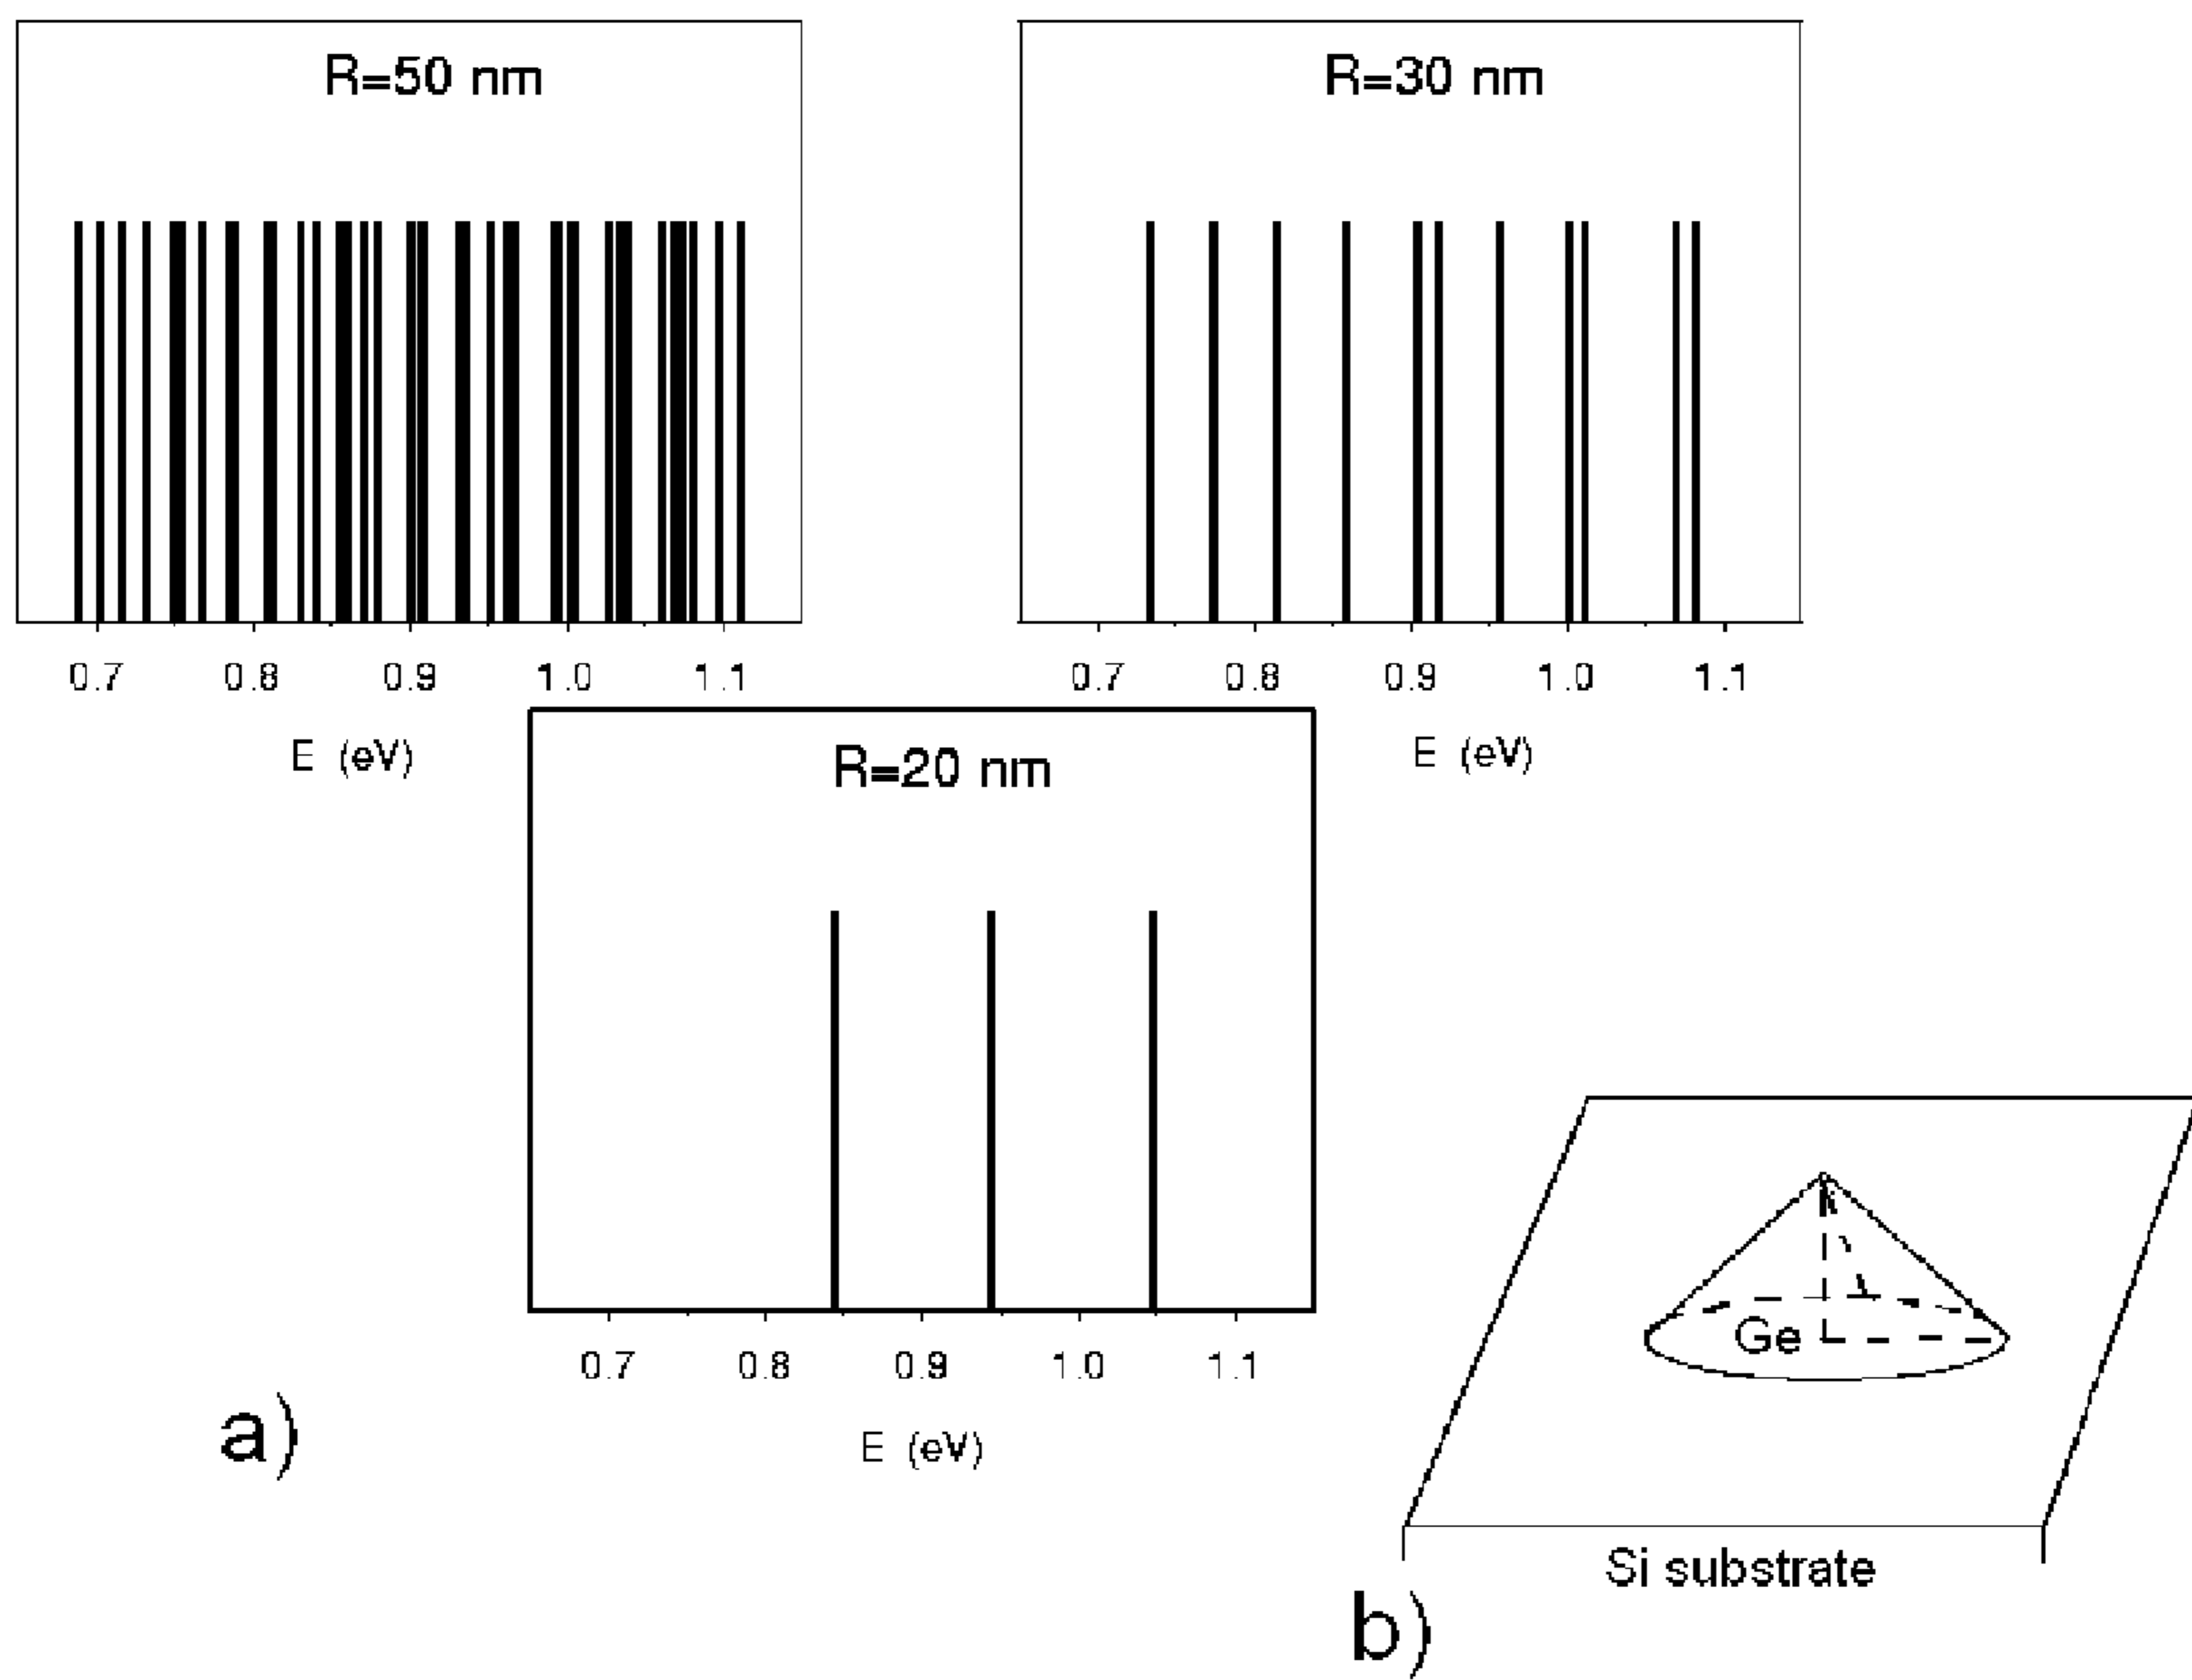 R=50 nm
0.7 0.8 0.9 1.0 1.1
E (eV)
R=30 nm
0.7 0.8 0.9 1.0 1.1
E (eV)
R=20 nm
0.7 0.8 0.9 1.0 1.1
E (eV)
a)
Ge
Si substrate
b)